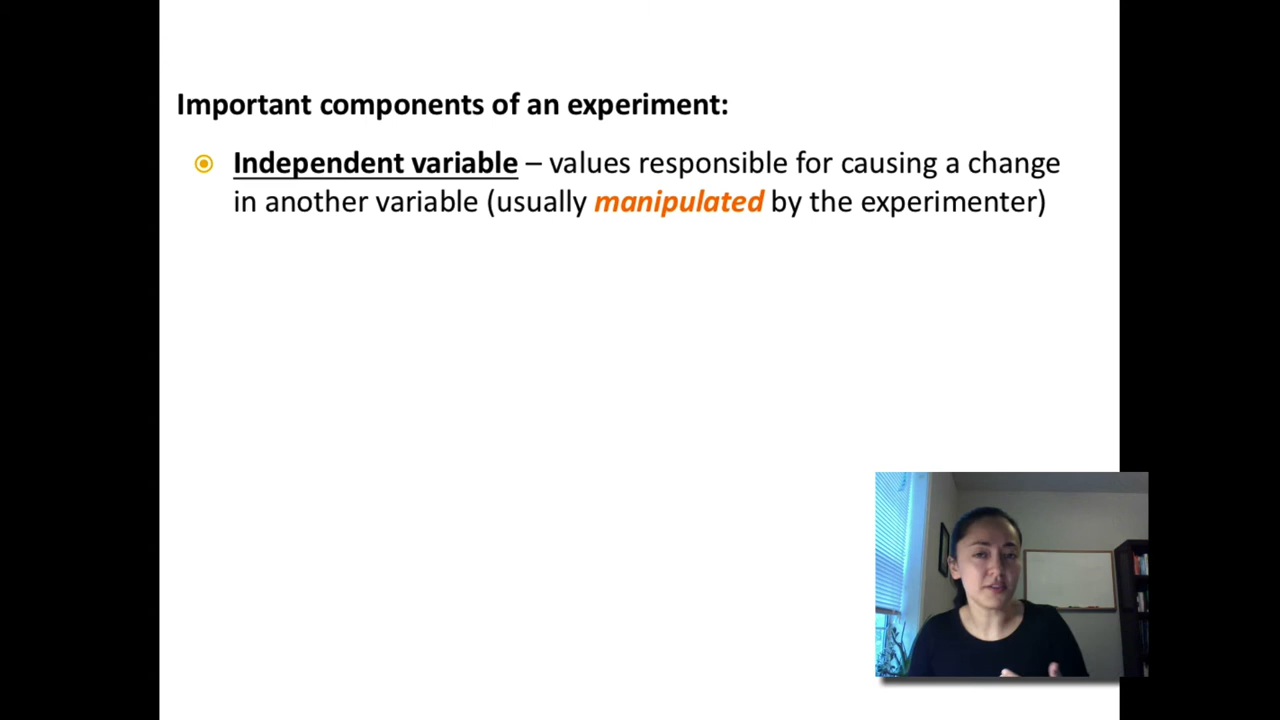 Important components of an experiment:
Independent variable – values responsible for causing a change
in another variable (usually manipulated by the experimenter)